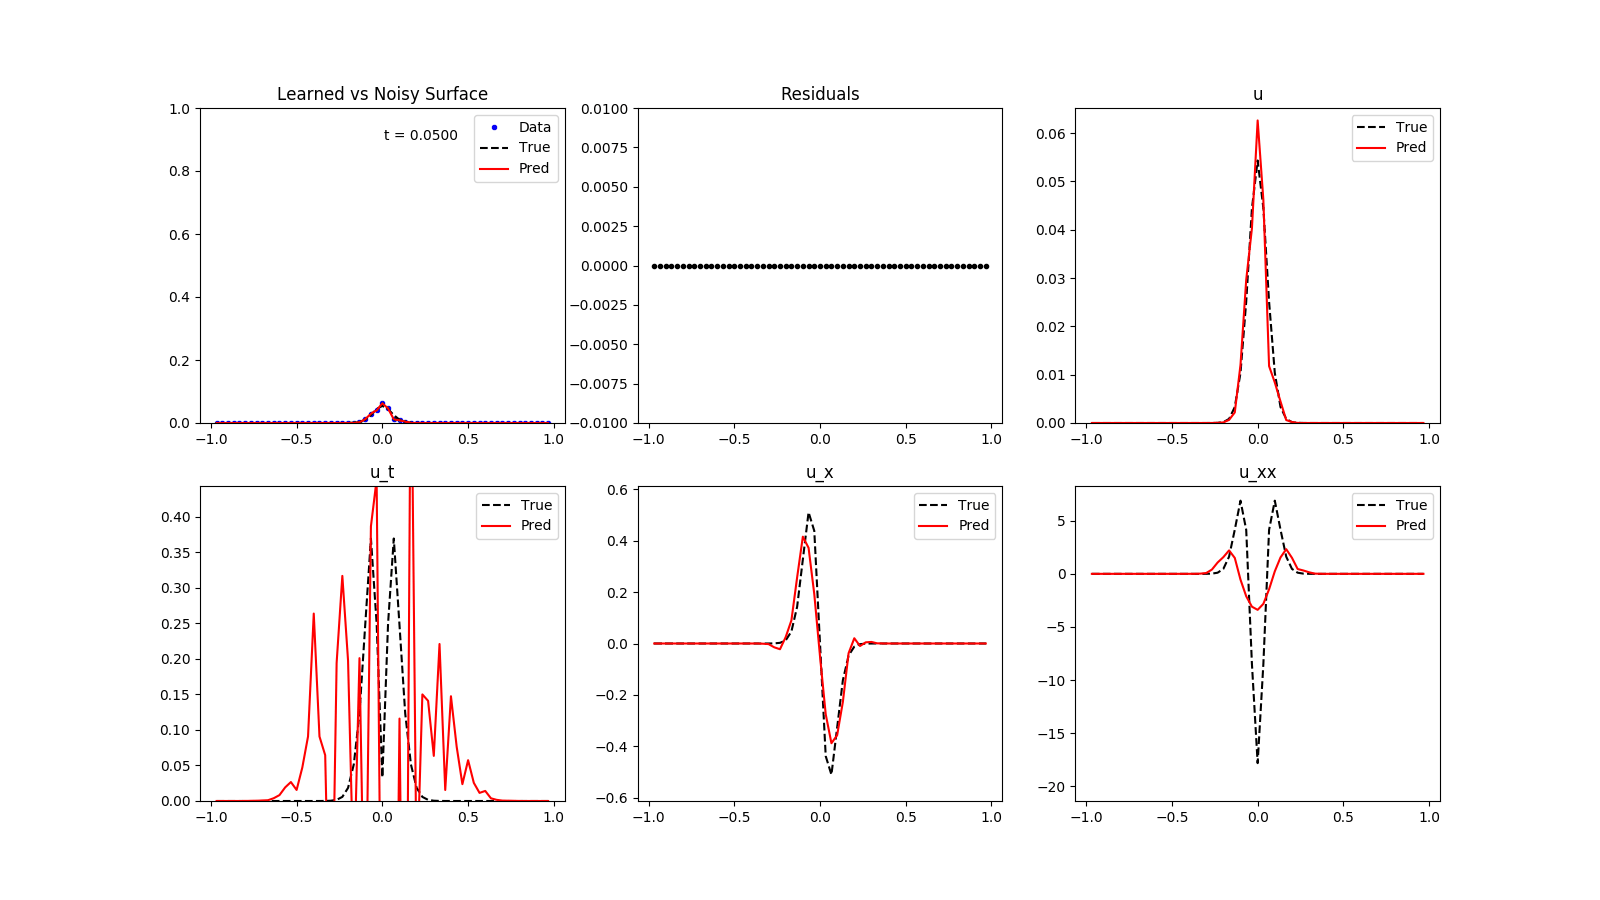 Learned vs Noisy Surface
1.0
0.8
0.6
0.4
0.2
0.0
−1.0 −0.5 0.0 0.5 1.0
t = 0.0500
Data
True
Pred
Residuals
0.0100
0.0075
0.0050
0.0025
0.0000
−0.0025
−0.0050
−0.0075
−0.0100
−1.0 −0.5 0.0 0.5 1.0
u
0.06
0.05
0.04
0.03
0.02
0.01
0.00
−1.0 −0.5 0.0 0.5 1.0
True
Pred
u_t
0.40
0.35
0.30
0.25
0.20
0.15
0.10
0.05
0.00
−1.0 −0.5 0.0 0.5 1.0
True
Pred
u_x
0.6
0.4
0.2
0.0
−0.2
−0.4
−0.6
−1.0 −0.5 0.0 0.5 1.0
True
Pred
u_xx
5
0
−5
−10
−15
−20
−1.0 −0.5 0.0 0.5 1.0
True
Pred